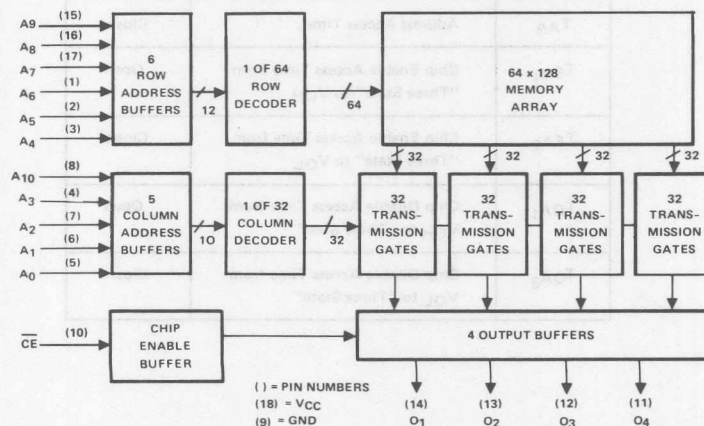 A9 (15)
A8 (16)
A7 (17)
A6 (1)
A5 (2)
A4 (3)
6
ROW
ADDRESS
BUFFERS
12
1 OF 64
ROW
DECODER
64
64 x 128
MEMORY
ARRAY
32
32
32
32
A10 (8)
A3 (4)
A2 (7)
A1 (6)
A0 (5)
5
COLUMN
ADDRESS
BUFFERS
10
1 OF 32
COLUMN
DECODER
32
32
TRANS-
MISSION
GATES
32
TRANS-
MISSION
GATES
32
TRANS-
MISSION
GATES
32
TRANS-
MISSION
GATES
CE (10)
CHIP
ENABLE
BUFFER
4 OUTPUT BUFFERS
( ) = PIN NUMBERS
(18) = VCC
(9) = GND
(14) (13) (12) (11)
O1 O2 O3 O4